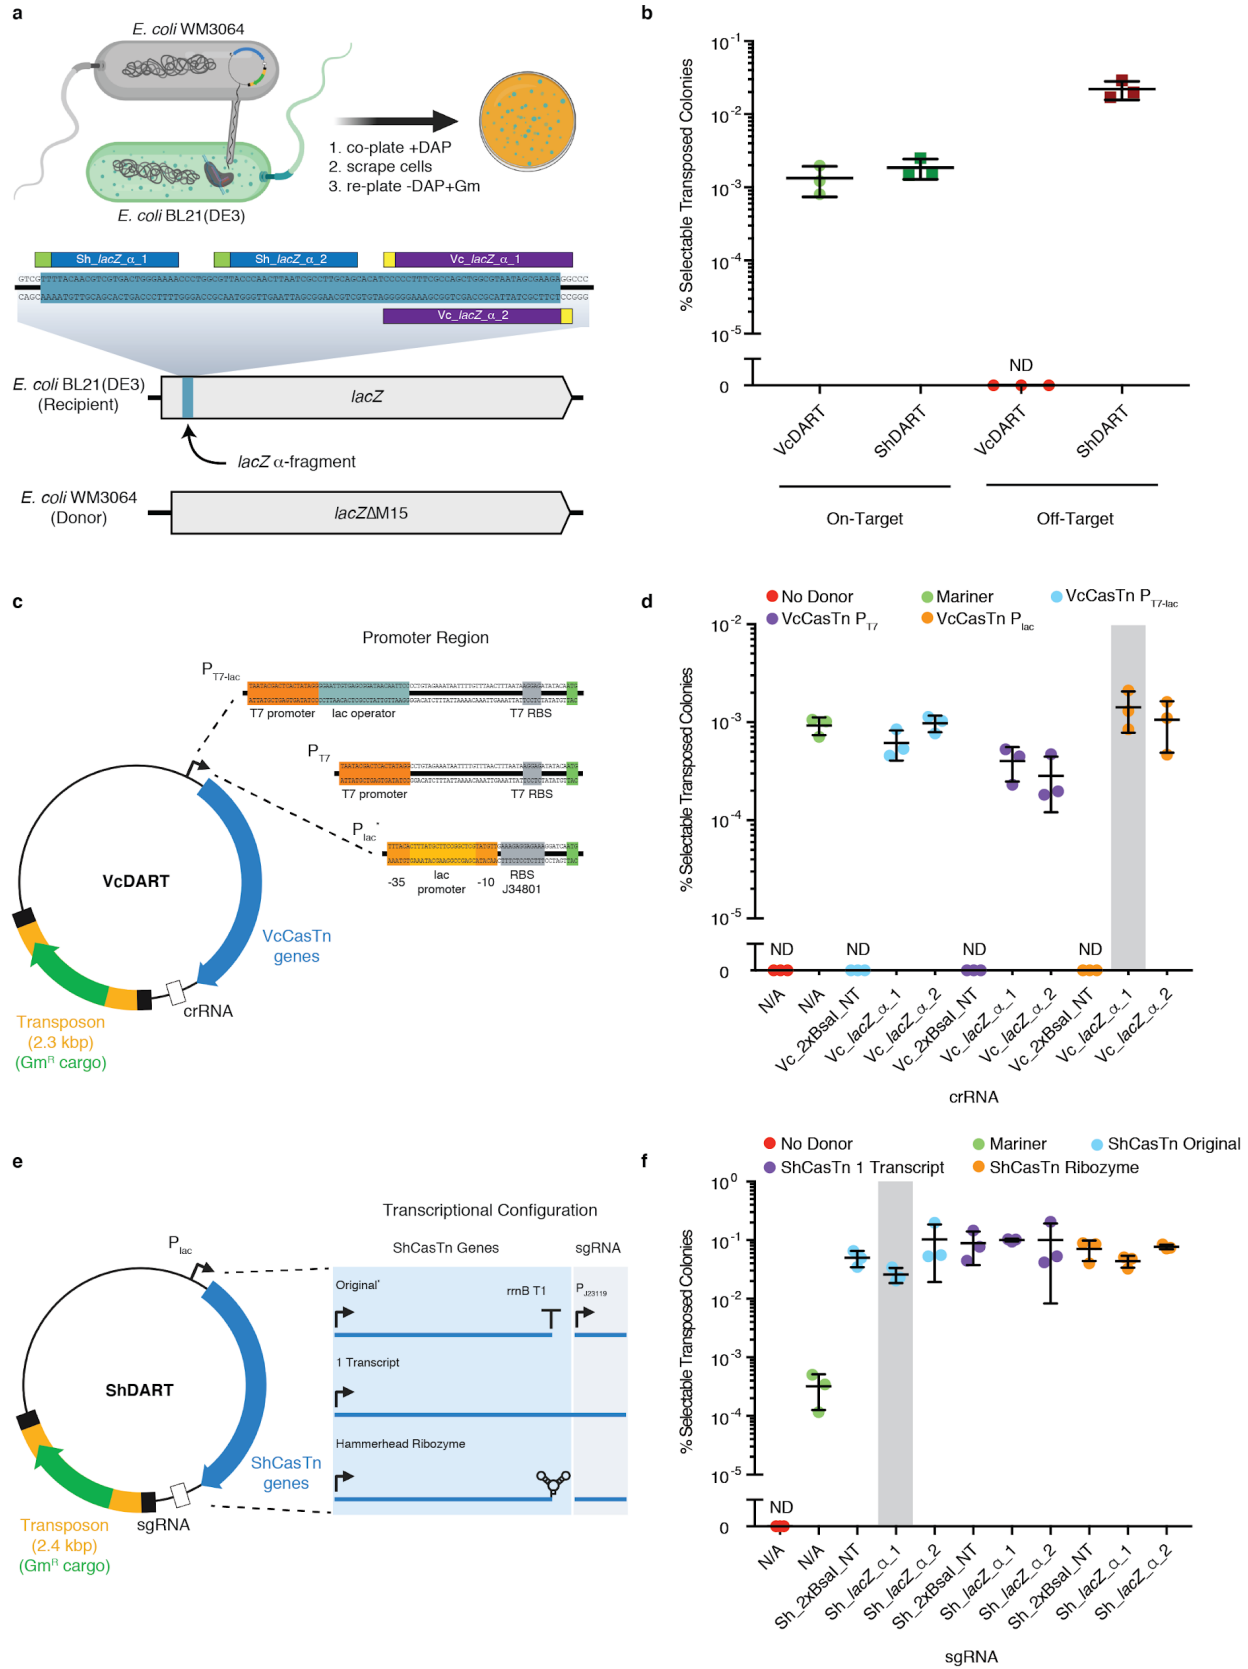 a
E. coli WM3064
E. coli BL21(DE3)
1. co-plate +DAP
2. scrape cells
3. re-plate -DAP+Gm
Sh_lacZ_α_1
Sh_lacZ_α_2
Vc_lacZ_α_1
Vc_lacZ_α_2
E. coli BL21(DE3)
(Recipient)
lacZ
lacZ α-fragment
E. coli WM3064
(Donor)
lacZΔM15
b
% Selectable Transposed Colonies
10-1
10-2
10-3
10-4
10-5
0
ND
VcDART
ShDART
VcDART
ShDART
On-Target
Off-Target
c
Promoter Region
PT7-lac
T7 promoter
lac operator
T7 RBS
PT7
T7 promoter
T7 RBS
Plac*
-35
lac
promoter
-10
RBS
J34801
VcDART
VcCasTn
genes
crRNA
Transposon
(2.3 kbp)
(GmR cargo)
d
No Donor
Mariner
VcCasTn PT7-lac
VcCasTn PT7
VcCasTn Plac
% Selectable Transposed Colonies
10-2
10-3
10-4
10-5
0
ND
ND
ND
ND
N/A
N/A
Vc_2xBsaI_NT
Vc_lacZ_α_1
Vc_lacZ_α_2
Vc_2xBsaI_NT
Vc_lacZ_α_1
Vc_lacZ_α_2
Vc_2xBsaI_NT
Vc_lacZ_α_1
Vc_lacZ_α_2
crRNA
e
Plac
ShDART
ShCasTn
genes
sgRNA
Transposon
(2.4 kbp)
(GmR cargo)
Transcriptional Configuration
ShCasTn Genes
sgRNA
Original*
rrnB T1
PJ23119
1 Transcript
Hammerhead Ribozyme
f
No Donor
Mariner
ShCasTn Original
ShCasTn 1 Transcript
ShCasTn Ribozyme
% Selectable Transposed Colonies
100
10-1
10-2
10-3
10-4
10-5
0
ND
N/A
N/A
Sh_2xBsaI_NT
Sh_lacZ_α_1
Sh_lacZ_α_2
Sh_2xBsaI_NT
Sh_lacZ_α_1
Sh_lacZ_α_2
Sh_2xBsaI_NT
Sh_lacZ_α_1
Sh_lacZ_α_2
sgRNA